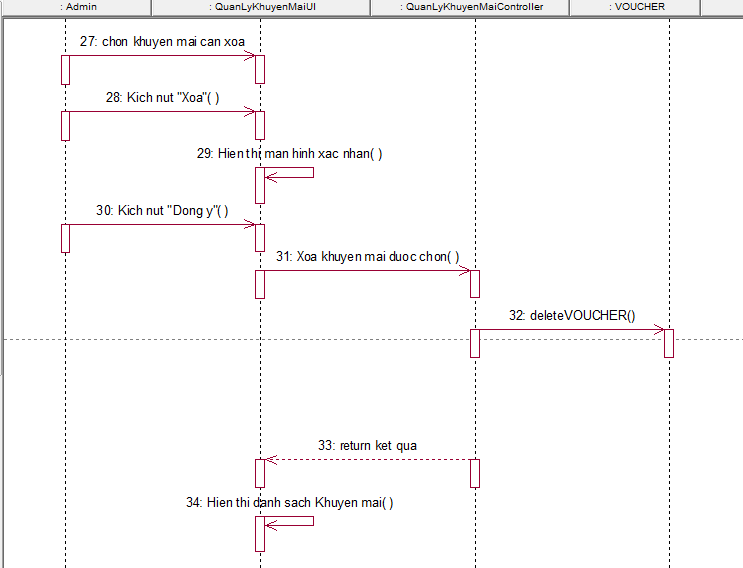 : Admin
: QuanLyKhuyenMaiUI
: QuanLyKhuyenMaiController
: VOUCHER
27: chon khuyen mai can xoa
28: Kich nut "Xoa"( )
29: Hien thi man hinh xac nhan( )
30: Kich nut "Dong y"( )
31: Xoa khuyen mai duoc chon( )
32: deleteVOUCHER()
33: return ket qua
34: Hien thi danh sach Khuyen mai( )